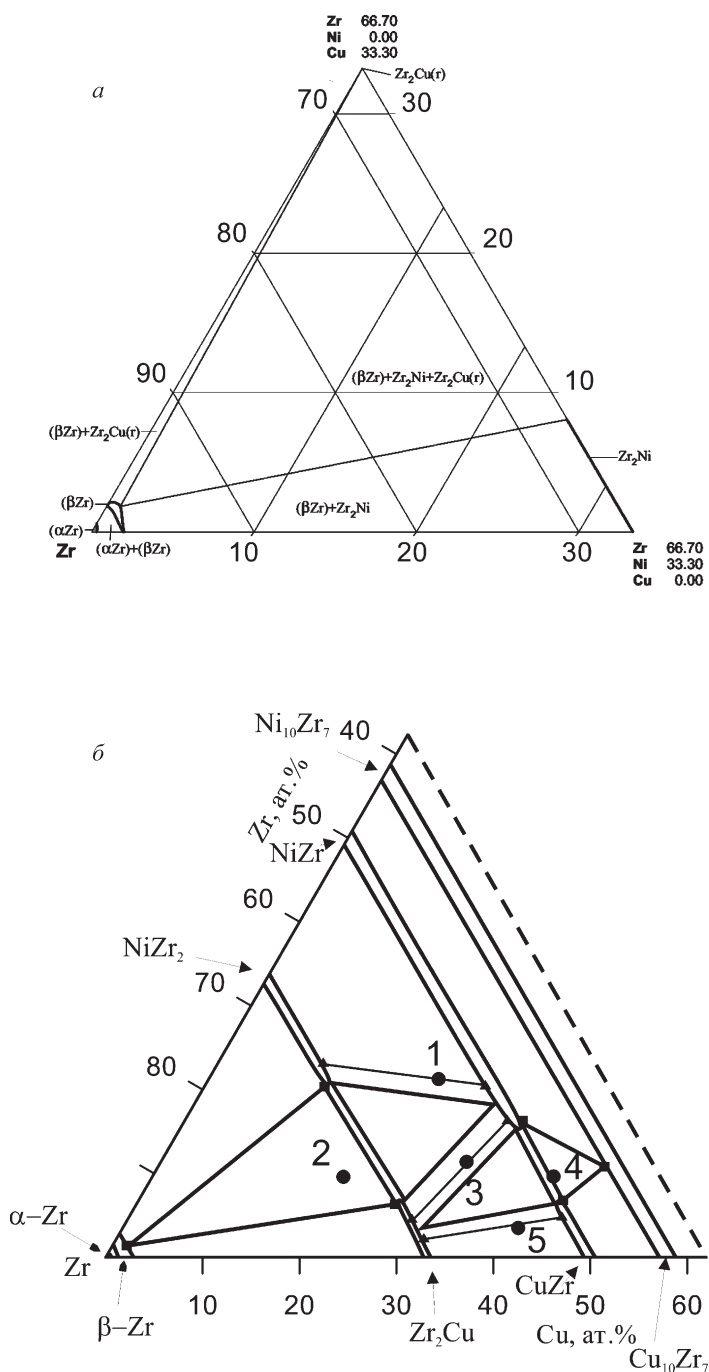 Zr 66.70
Ni 0.00
Cu 33.30
а
Zr₂Cu(r)
70
30
80
20
90
(βZr)+Zr₂Ni+Zr₂Cu(r)
10
(βZr)+Zr₂Cu(r)
Zr₂Ni
(βZr)
(βZr)+Zr₂Ni
(αZr)
Zr
(αZr)+(βZr)
10
20
30
Zr 66.70
Ni 33.30
Cu 0.00
Ni₁₀Zr₇
40
б
Zr, ат.%
50
NiZr
60
NiZr₂
70
1
80
2
3
4
α–Zr
5
Zr
β–Zr
10
20
30
40
50
60
Zr₂Cu
CuZr
Cu, ат.%
Cu₁₀Zr₇